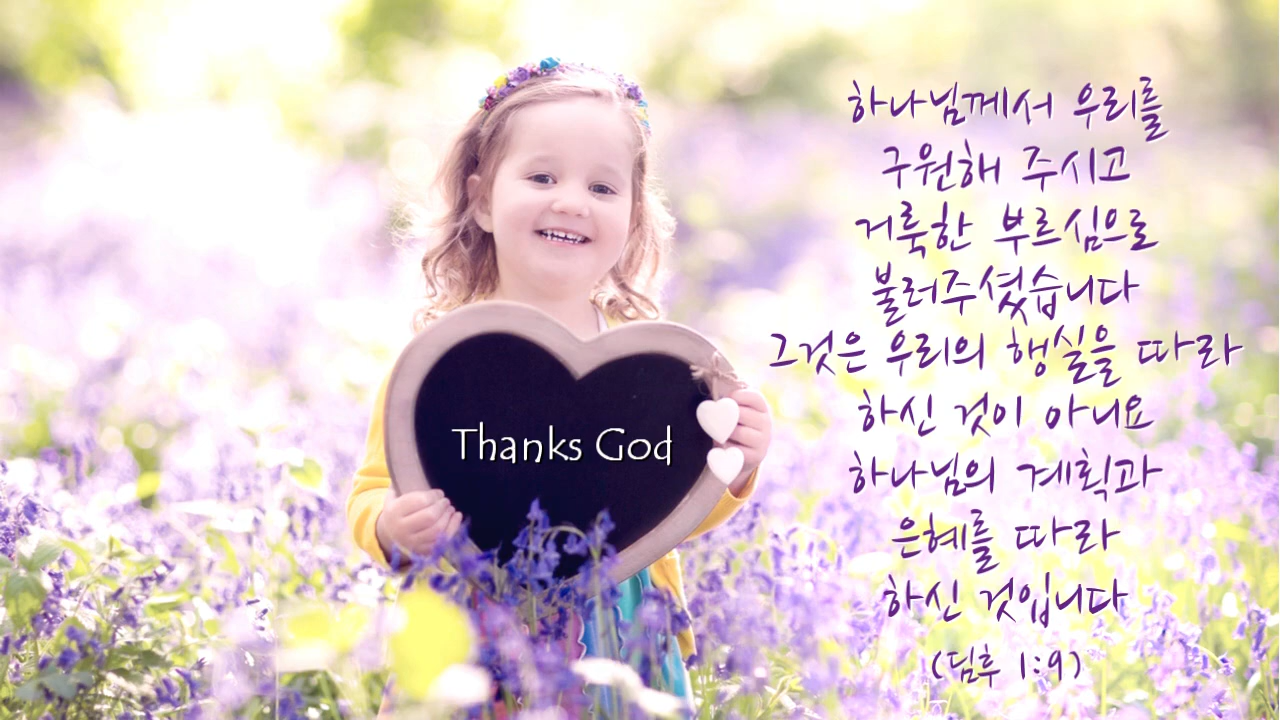 Thanks God
하나님께서 우리를
구원해 주시고
거룩한 부르심으로
불러주셨습니다
그것은 우리의 행실을 따라
하신 것이 아니요
하나님의 계획과
은혜를 따라
하신 것입니다
(딤후 1:9)